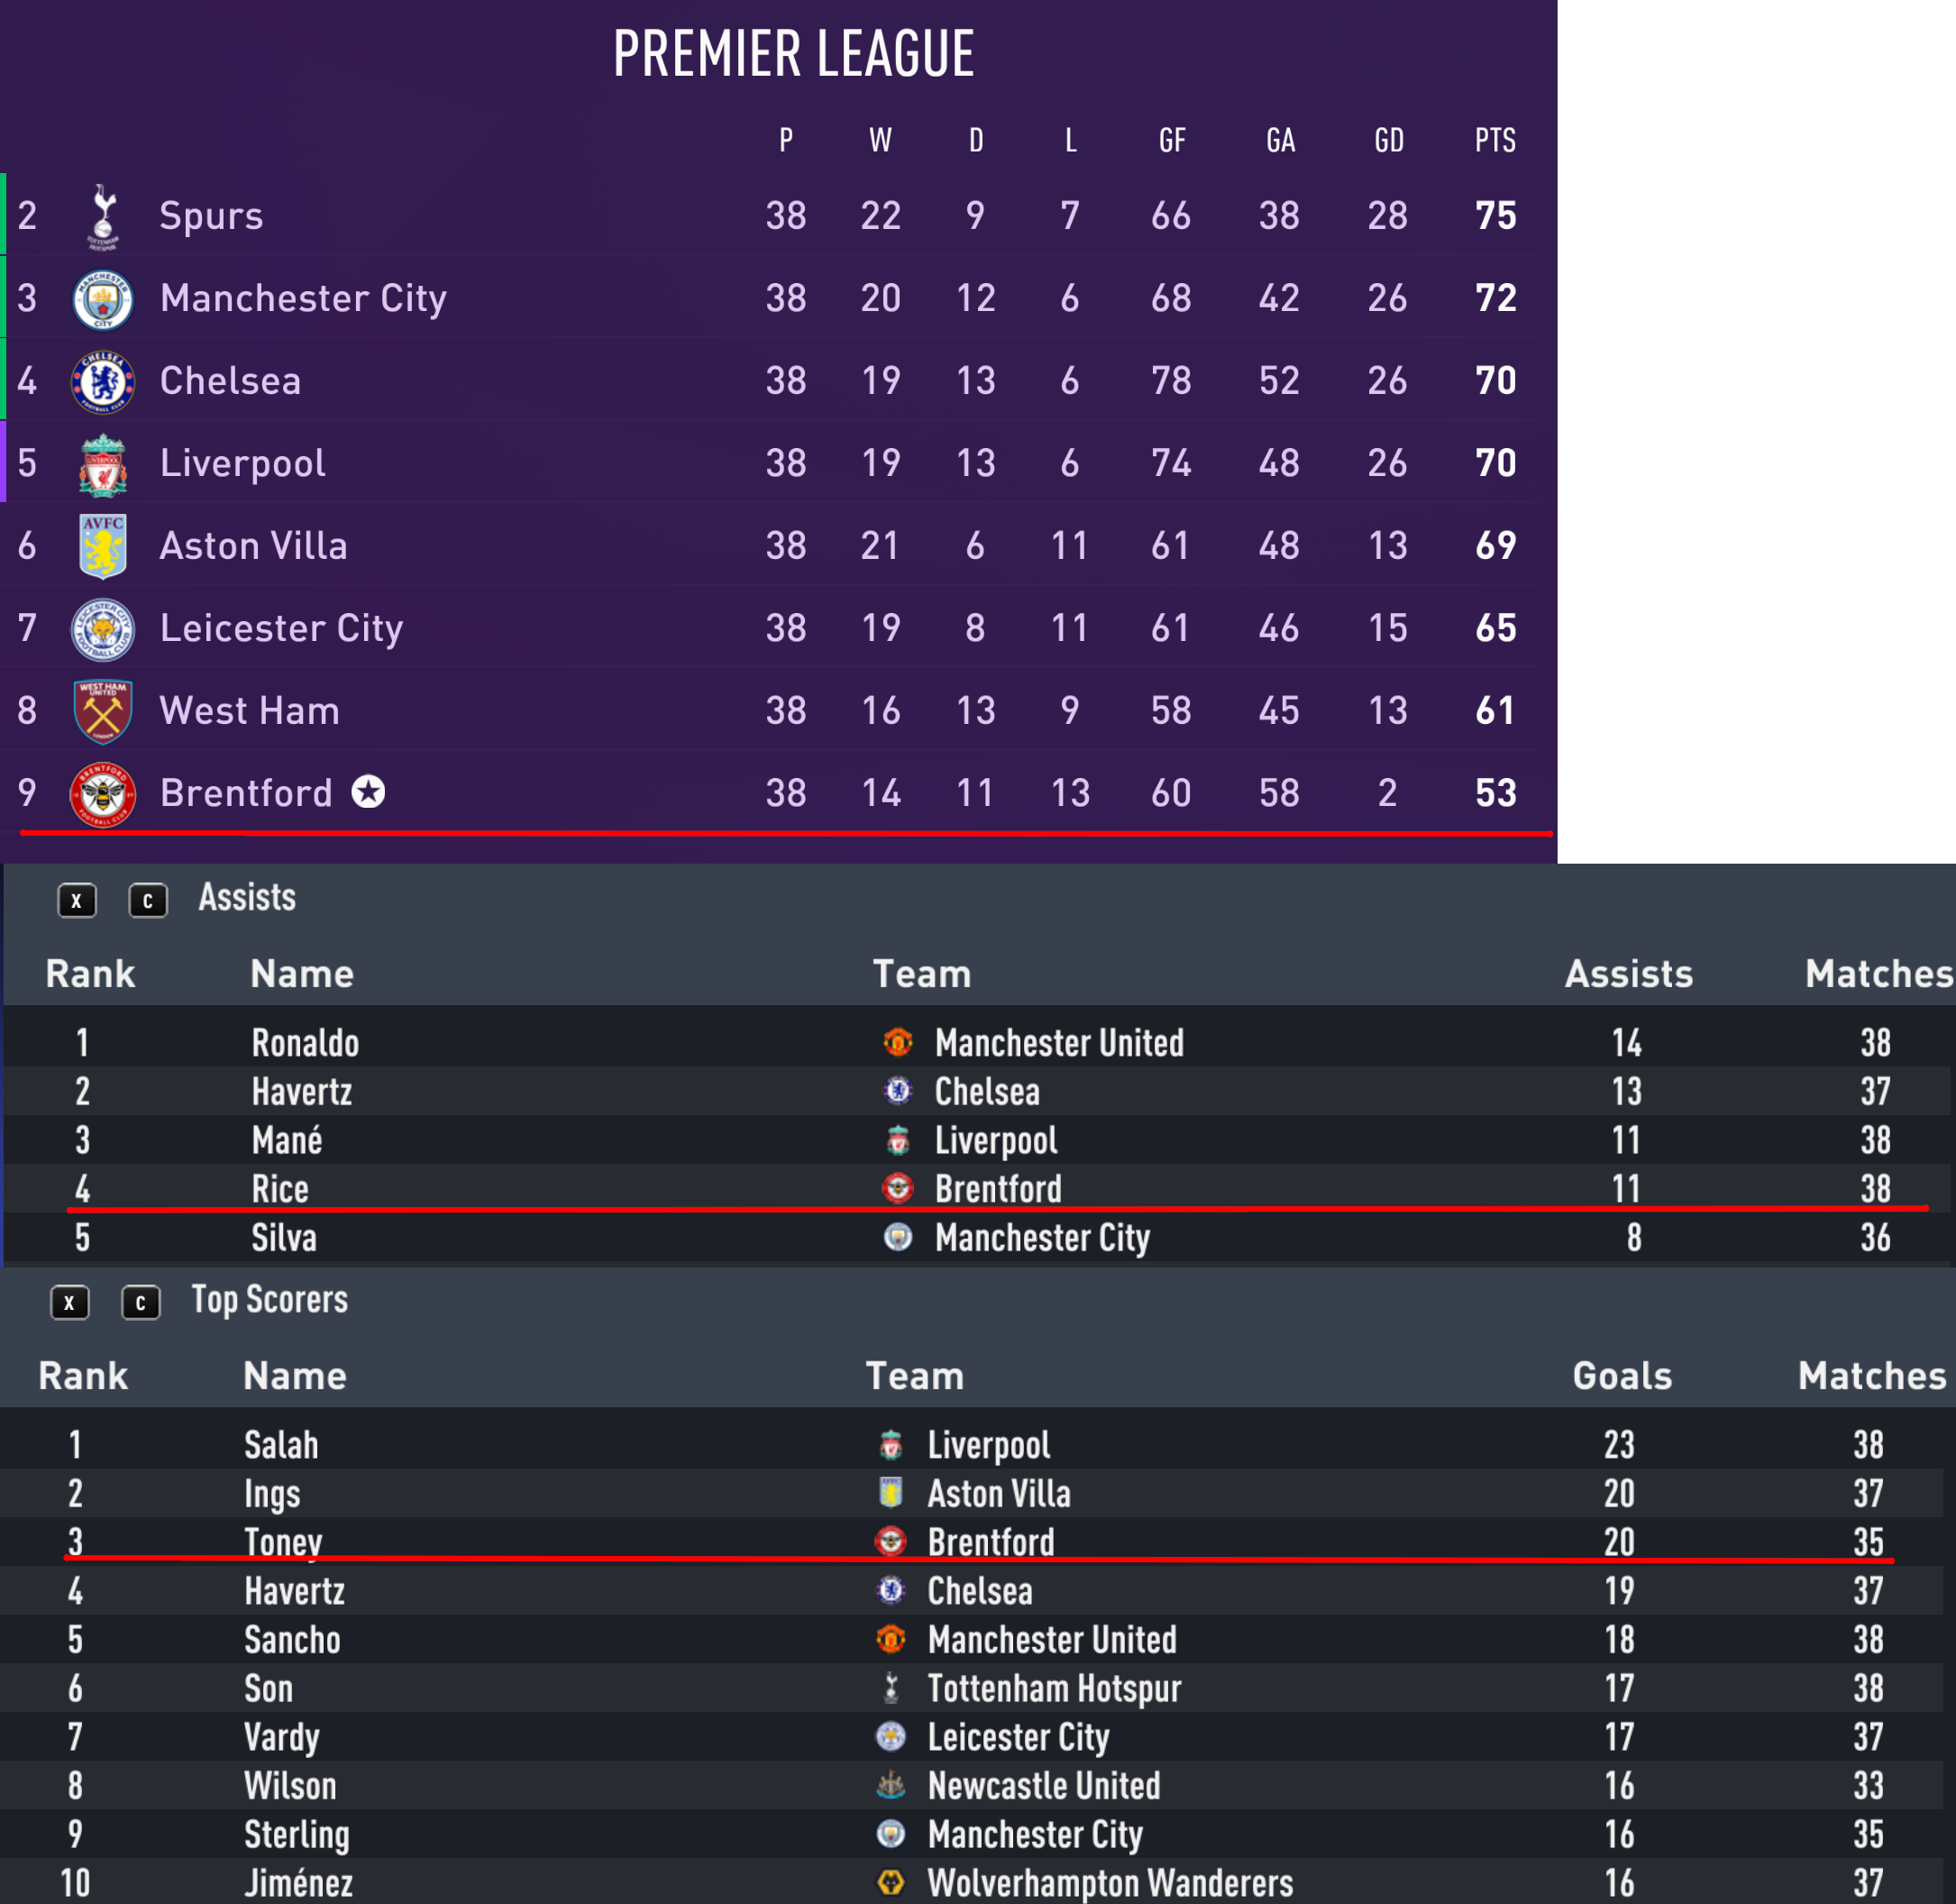 PREMIER LEAGUE
P W D L GF GA GD PTS
2 Spurs 38 22 9 7 66 38 28 75
3 Manchester City 38 20 12 6 68 42 26 72
4 Chelsea 38 19 13 6 78 52 26 70
5 Liverpool 38 19 13 6 74 48 26 70
6 Aston Villa 38 21 6 11 61 48 13 69
7 Leicester City 38 19 8 11 61 46 15 65
8 West Ham 38 16 13 9 58 45 13 61
9 Brentford 38 14 11 13 60 58 2 53
X C Assists
Rank Name Team Assists Matches
1 Ronaldo Manchester United 14 38
2 Havertz Chelsea 13 37
3 Mané Liverpool 11 38
4 Rice Brentford 11 38
5 Silva Manchester City 8 36
X C Top Scorers
Rank Name Team Goals Matches
1 Salah Liverpool 23 38
2 Ings Aston Villa 20 37
3 Toney Brentford 20 35
4 Havertz Chelsea 19 37
5 Sancho Manchester United 18 38
6 Son Tottenham Hotspur 17 38
7 Vardy Leicester City 17 37
8 Wilson Newcastle United 16 33
9 Sterling Manchester City 16 35
10 Jiménez Wolverhampton Wanderers 16 37